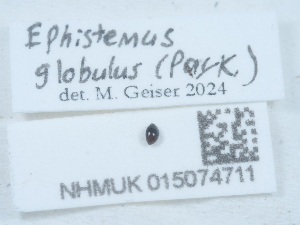 Ephistemus
globulus (Payk.)
det. M. Geiser 2024
NHMUK 015074711